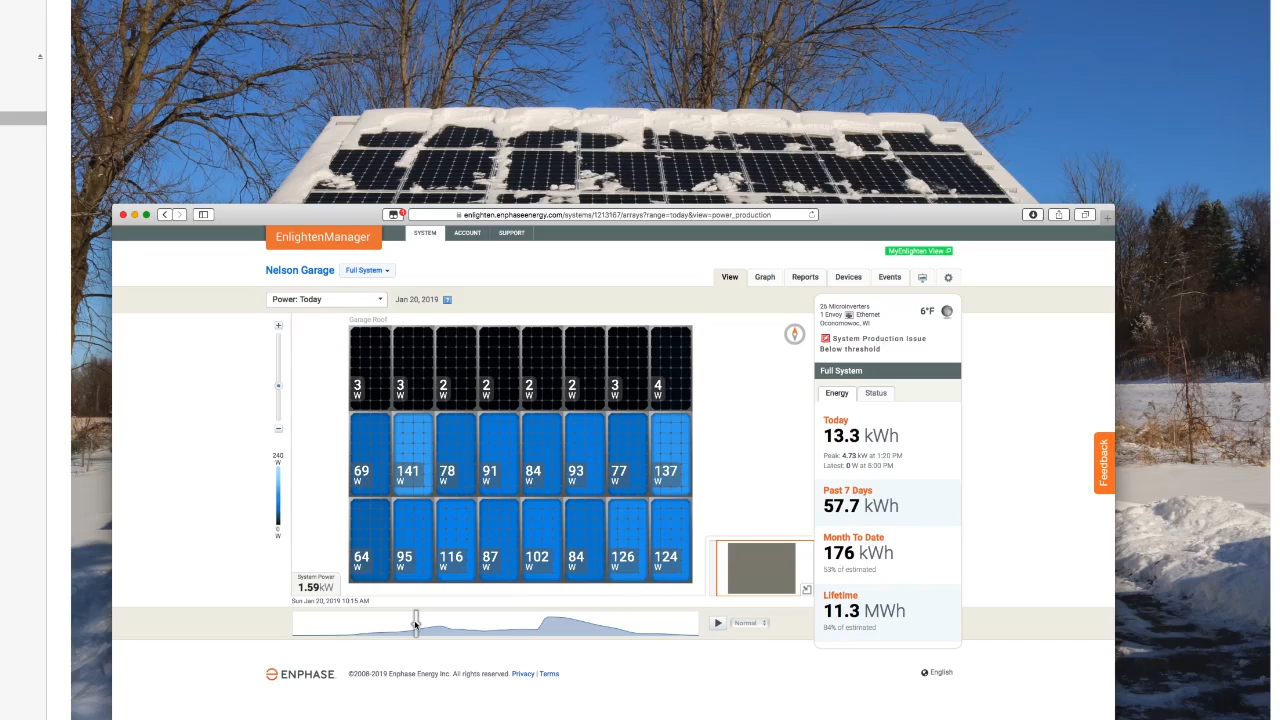 1
enlighten.enphaseenergy.com/systems/1213167/arrays?range=today&view=power_production
EnlightenManager
SYSTEM
ACCOUNT
SUPPORT
MyEnlighten View
Nelson Garage
Full System
View
Graph
Reports
Devices
Events
Power: Today
Jan 20, 2019
?
Garage Roof
26 Microinverters
1 Envoy Ethernet
Oconomowoc, WI
6°F
System Production Issue
Below threshold
Full System
Energy
Status
3 W 3 W 2 W 2 W 2 W 2 W 3 W 4 W
69 W 141 W 78 W 91 W 84 W 93 W 77 W 137 W
64 W 95 W 116 W 87 W 102 W 84 W 126 W 124 W
240
W
0
W
Today
13.3 kWh
Peak: 4.73 kW at 1:20 PM
Latest: 0 W at 5:00 PM
Past 7 Days
57.7 kWh
Month To Date
176 kWh
53% of estimated
Lifetime
11.3 MWh
84% of estimated
Feedback
System Power
1.59kW
Sun Jan 20, 2019 10:15 AM
Normal
ENPHASE.
©2008-2019 Enphase Energy Inc. All rights reserved. Privacy | Terms
English